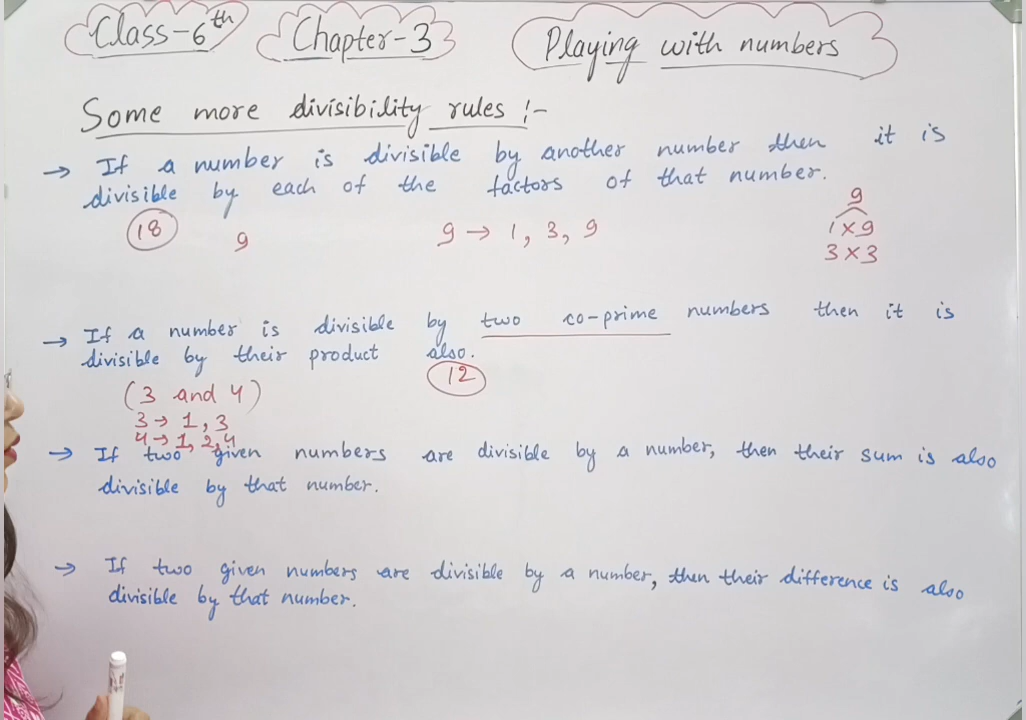 Class-6th Chapter-3 Playing with numbers
Some more divisibility rules :-
→ If a number is divisible by another number then it is
divisible by each of the factors of that number.
9
18 9 9 → 1, 3, 9 1×9
3×3
→ If a number is divisible by two co-prime numbers then it is
divisible by their product also.
(3 and 4) 12
3 → 1, 3
4 → 1, 2, 4
→ If two given numbers are divisible by a number, then their sum is also
divisible by that number.
→ If two given numbers are divisible by a number, then their difference is also
divisible by that number.